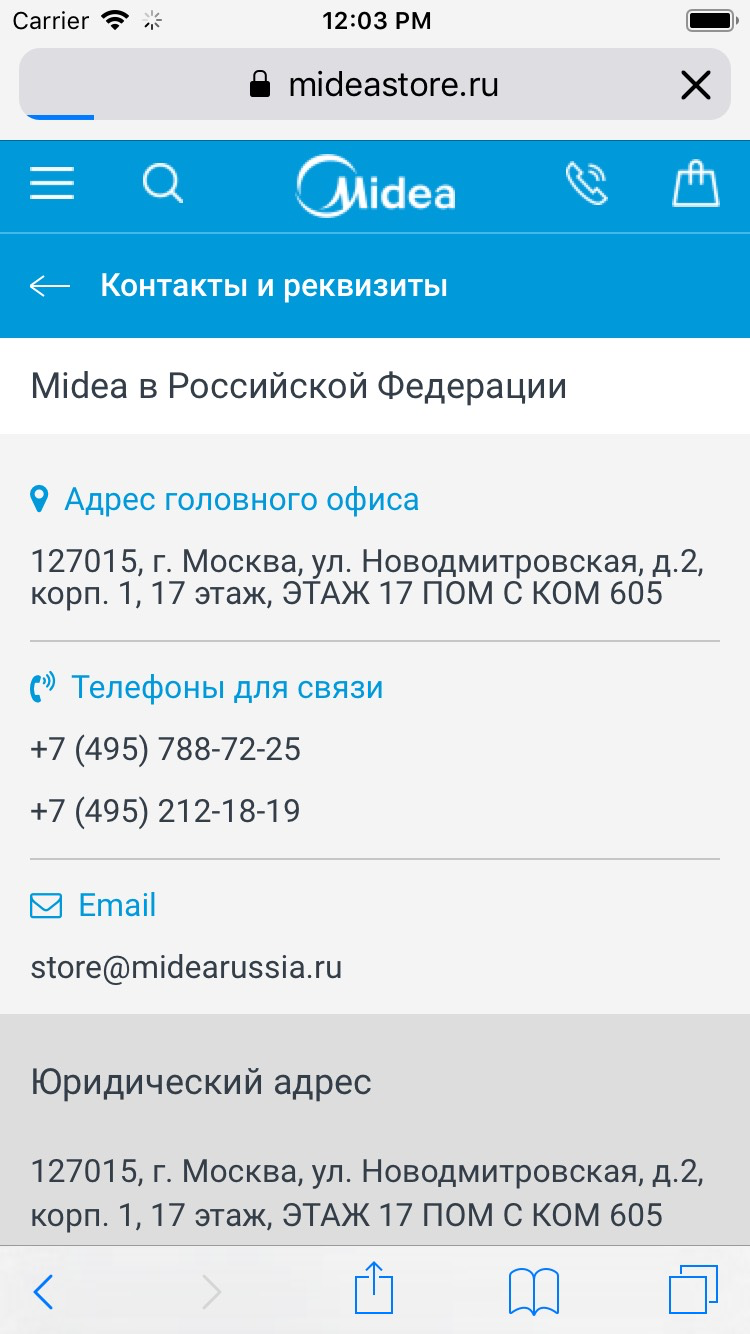 Carrier 12:03 PM
mideastore.ru
Midea
Контакты и реквизиты
Midea в Российской Федерации
Адрес головного офиса
127015, г. Москва, ул. Новодмитровская, д.2,
корп. 1, 17 этаж, ЭТАЖ 17 ПОМ С КОМ 605
Телефоны для связи
+7 (495) 788-72-25
+7 (495) 212-18-19
Email
store@midearussia.ru
Юридический адрес
127015, г. Москва, ул. Новодмитровская, д.2,
корп. 1, 17 этаж, ЭТАЖ 17 ПОМ С КОМ 605